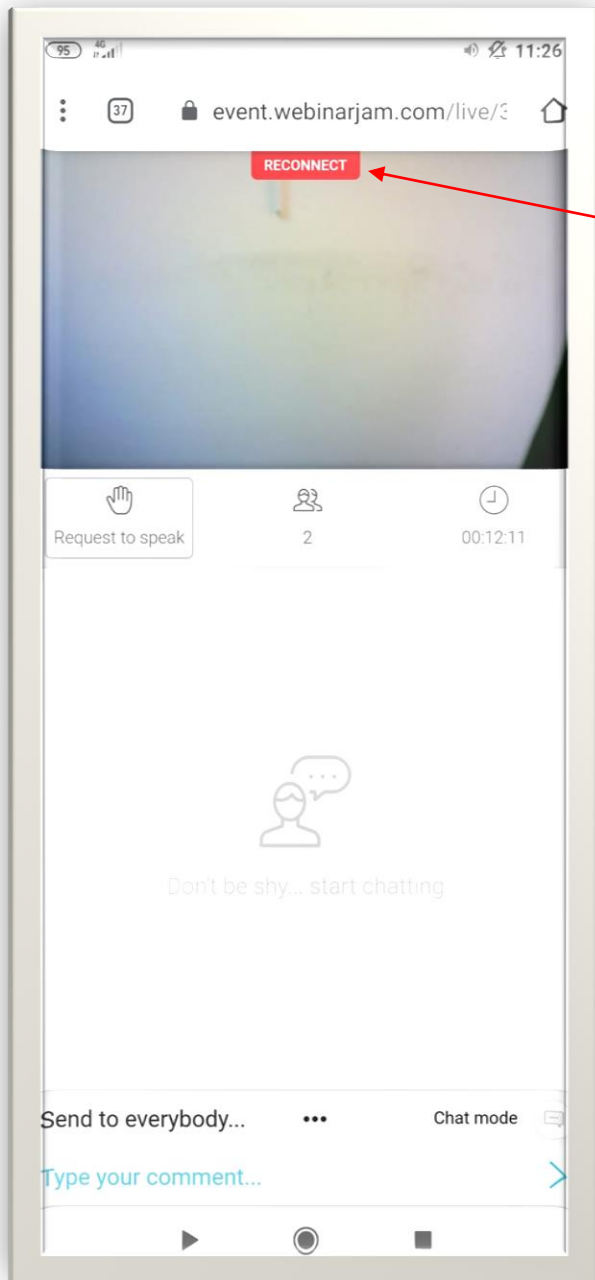 95 4G 11:26
37 event.webinarjam.com/live/3
RECONNECT
Request to speak 2 00:12:11
Don't be shy... start chatting
Send to everybody... ••• Chat mode
Type your comment...